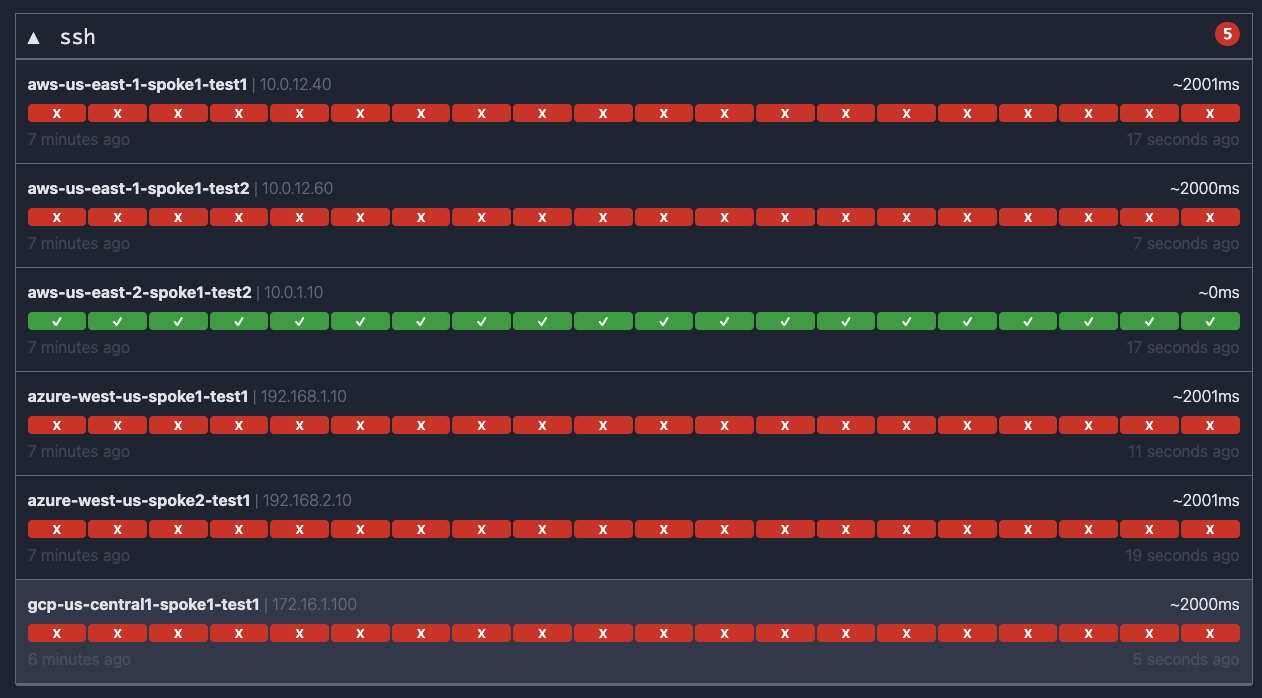 ▲ ssh 5
aws-us-east-1-spoke1-test1 | 10.0.12.40 ~2001ms
X X X X X X X X X X X X X X X X X X X X
7 minutes ago 17 seconds ago
aws-us-east-1-spoke1-test2 | 10.0.12.60 ~2000ms
X X X X X X X X X X X X X X X X X X X X
7 minutes ago 7 seconds ago
aws-us-east-2-spoke1-test2 | 10.0.1.10 ~0ms
✓ ✓ ✓ ✓ ✓ ✓ ✓ ✓ ✓ ✓ ✓ ✓ ✓ ✓ ✓ ✓ ✓ ✓ ✓ ✓
7 minutes ago 17 seconds ago
azure-west-us-spoke1-test1 | 192.168.1.10 ~2001ms
X X X X X X X X X X X X X X X X X X X X
7 minutes ago 11 seconds ago
azure-west-us-spoke2-test1 | 192.168.2.10 ~2001ms
X X X X X X X X X X X X X X X X X X X X
7 minutes ago 19 seconds ago
gcp-us-central1-spoke1-test1 | 172.16.1.100 ~2000ms
X X X X X X X X X X X X X X X X X X X X
6 minutes ago 5 seconds ago